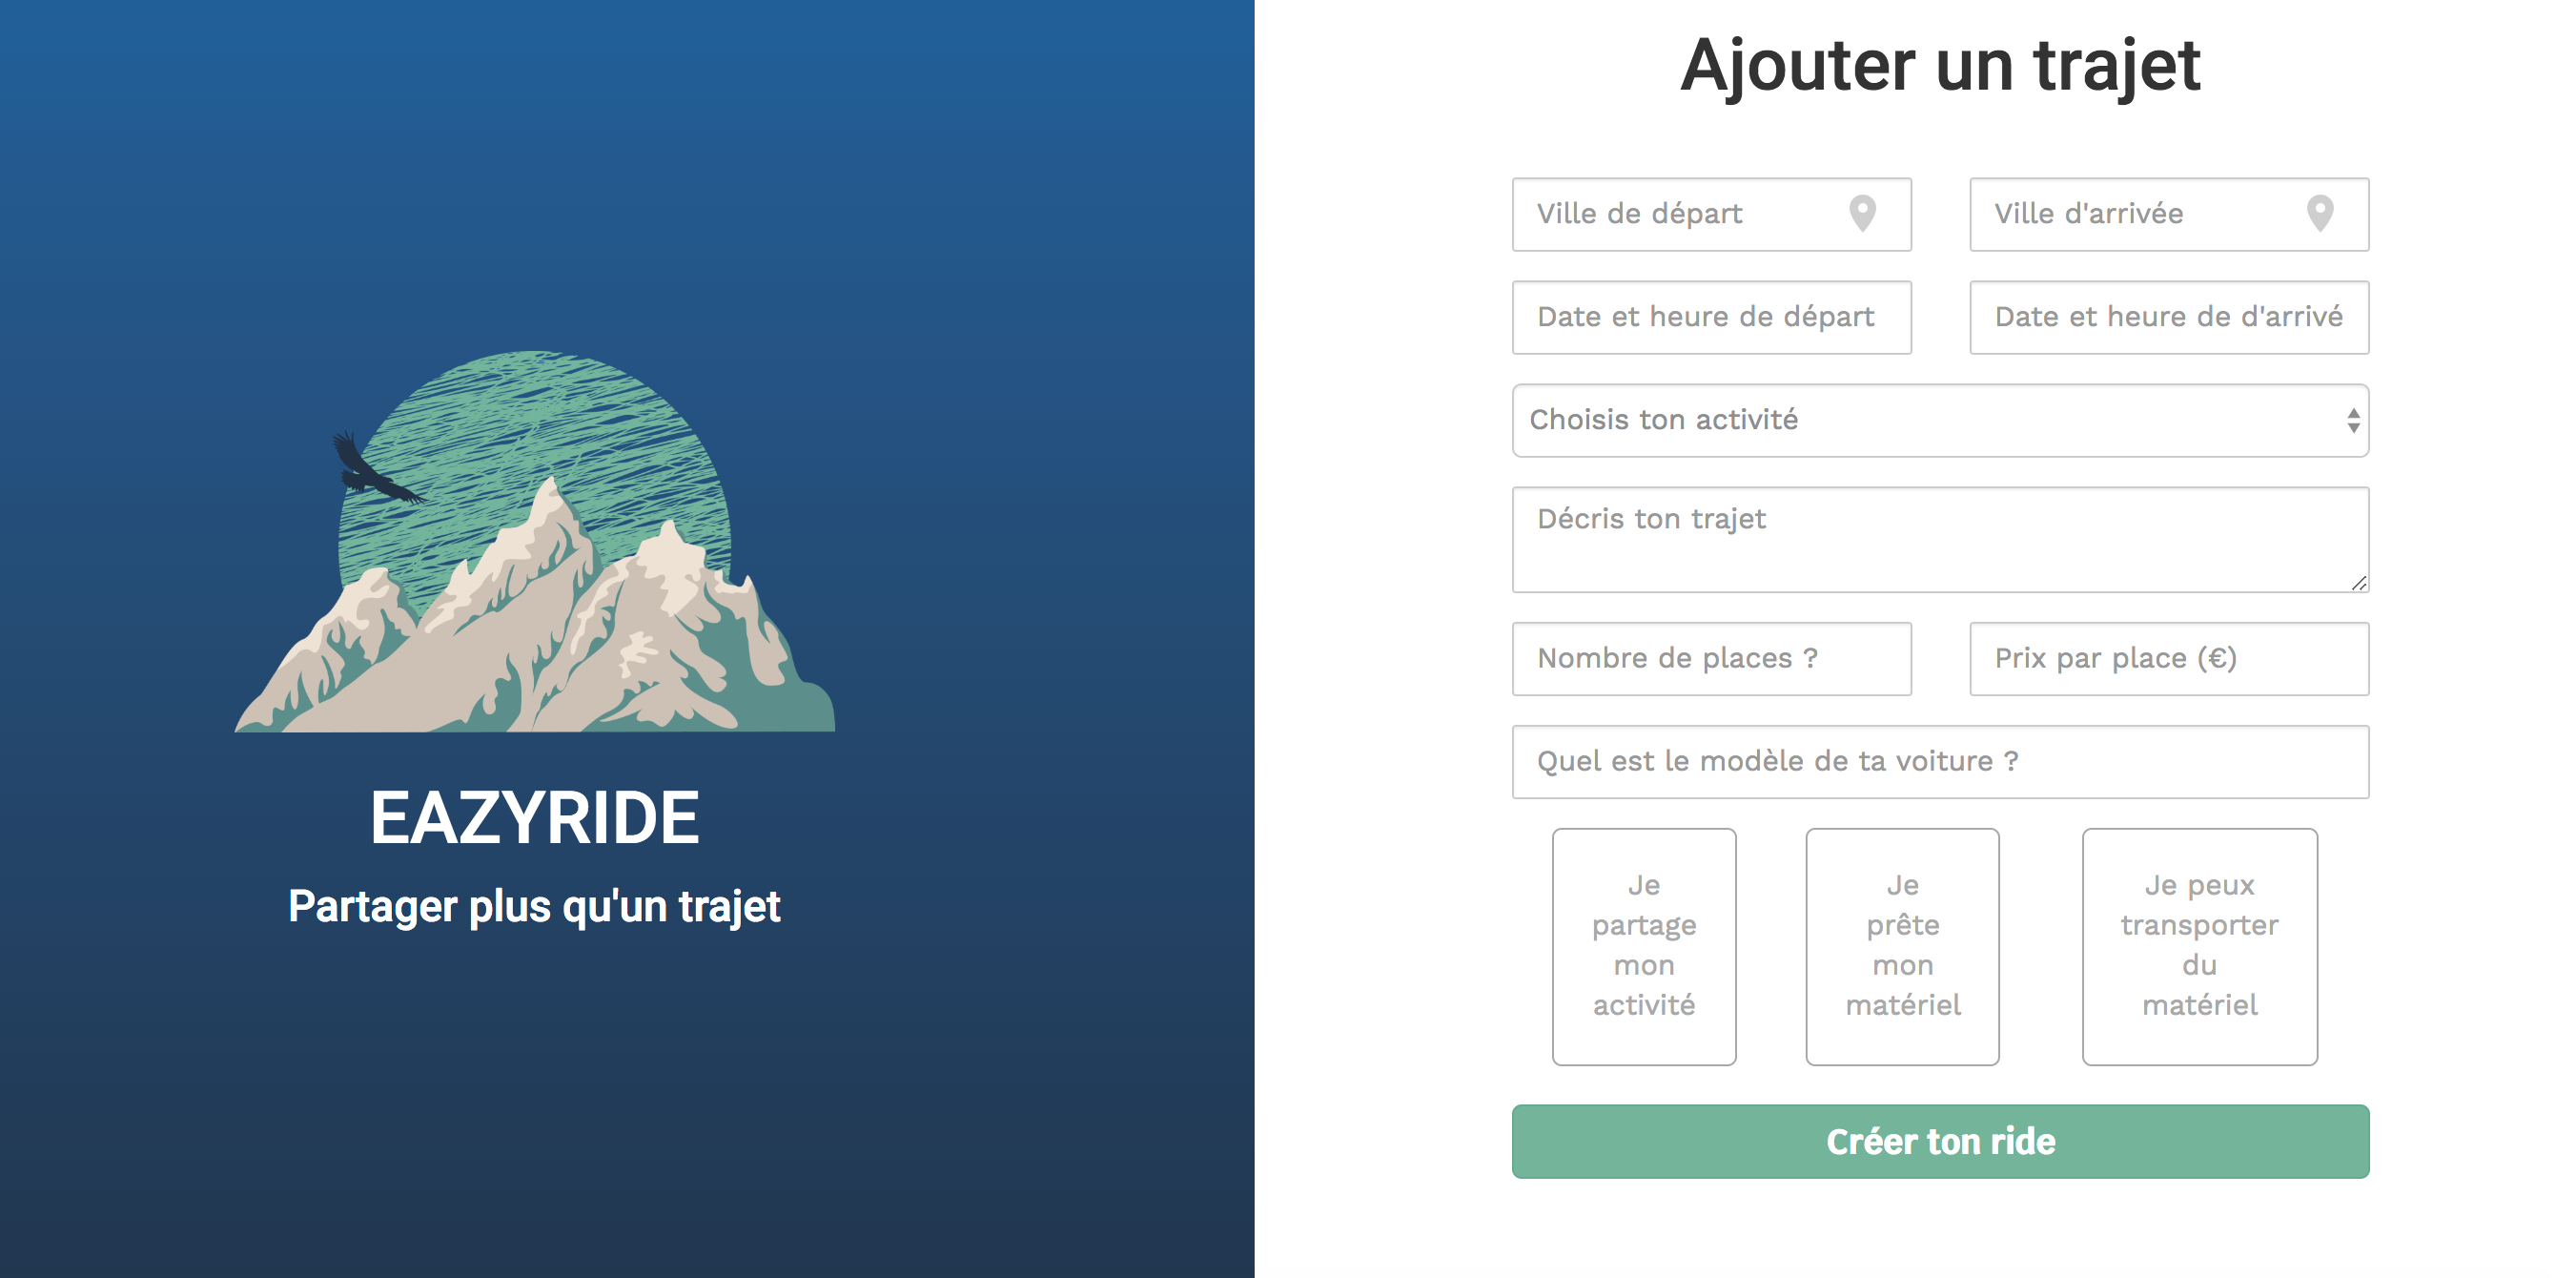 EAZYRIDE
Partager plus qu'un trajet
Ajouter un trajet
Ville de départ
Ville d'arrivée
Date et heure de départ
Date et heure de d'arrivé
Choisis ton activité
Décris ton trajet
Nombre de places ?
Prix par place (€)
Quel est le modèle de ta voiture ?
Je
partage
mon
activité
Je
prête
mon
matériel
Je peux
transporter
du
matériel
Créer ton ride